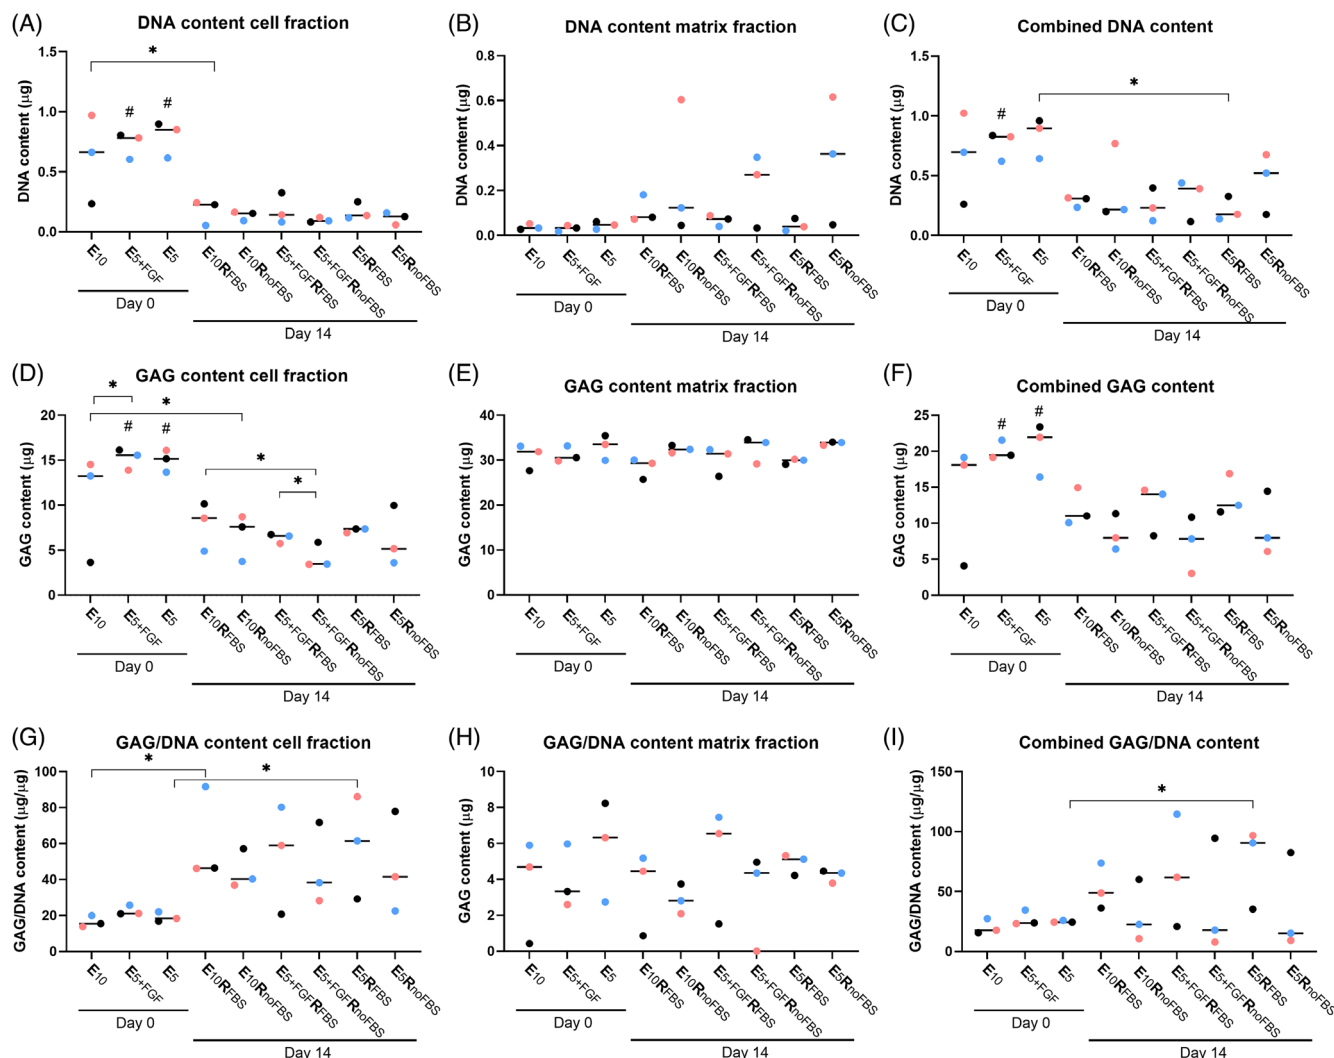 (A)
DNA content cell fraction
DNA content (µg)
1.5
1.0
0.5
0.0
*
#
#
E10
E5+FGF
E5
E10RFBS
E10RnoFBS
E5+FGFRFBS
E5+FGFRnoFBS
E5RFBS
E5RnoFBS
Day 0
Day 14
(B)
DNA content matrix fraction
DNA content (µg)
0.8
0.6
0.4
0.2
0.0
E10
E5+FGF
E5
E10RFBS
E10RnoFBS
E5+FGFRFBS
E5+FGFRnoFBS
E5RFBS
E5RnoFBS
Day 0
Day 14
(C)
Combined DNA content
DNA content (µg)
1.5
1.0
0.5
0.0
#
*
E10
E5+FGF
E5
E10RFBS
E10RnoFBS
E5+FGFRFBS
E5+FGFRnoFBS
E5RFBS
E5RnoFBS
Day 0
Day 14
(D)
GAG content cell fraction
GAG content (µg)
20
15
10
5
0
*
*
#
#
*
*
E10
E5+FGF
E5
E10RFBS
E10RnoFBS
E5+FGFRFBS
E5+FGFRnoFBS
E5RFBS
E5RnoFBS
Day 0
Day 14
(E)
GAG content matrix fraction
GAG content (µg)
40
30
20
10
0
E10
E5+FGF
E5
E10RFBS
E10RnoFBS
E5+FGFRFBS
E5+FGFRnoFBS
E5RFBS
E5RnoFBS
Day 0
Day 14
(F)
Combined GAG content
GAG content (µg)
25
20
15
10
5
0
#
#
E10
E5+FGF
E5
E10RFBS
E10RnoFBS
E5+FGFRFBS
E5+FGFRnoFBS
E5RFBS
E5RnoFBS
Day 0
Day 14
(G)
GAG/DNA content cell fraction
GAG/DNA content (µg/µg)
100
80
60
40
20
0
*
*
E10
E5+FGF
E5
E10RFBS
E10RnoFBS
E5+FGFRFBS
E5+FGFRnoFBS
E5RFBS
E5RnoFBS
Day 0
Day 14
(H)
GAG/DNA content matrix fraction
GAG content (µg)
10
8
6
4
2
0
E10
E5+FGF
E5
E10RFBS
E10RnoFBS
E5+FGFRFBS
E5+FGFRnoFBS
E5RFBS
E5RnoFBS
Day 0
Day 14
(I)
Combined GAG/DNA content
GAG/DNA content (µg/µg)
150
100
50
0
*
E10
E5+FGF
E5
E10RFBS
E10RnoFBS
E5+FGFRFBS
E5+FGFRnoFBS
E5RFBS
E5RnoFBS
Day 0
Day 14